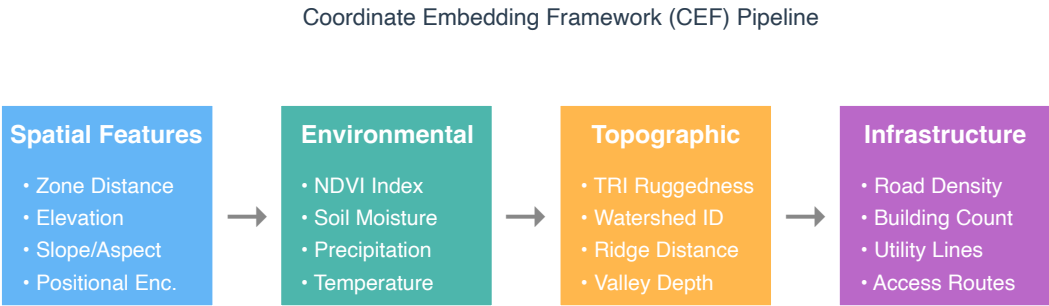 Coordinate Embedding Framework (CEF) Pipeline
Spatial Features
• Zone Distance
• Elevation
• Slope/Aspect
• Positional Enc.
Environmental
• NDVI Index
• Soil Moisture
• Precipitation
• Temperature
Topographic
• TRI Ruggedness
• Watershed ID
• Ridge Distance
• Valley Depth
Infrastructure
• Road Density
• Building Count
• Utility Lines
• Access Routes